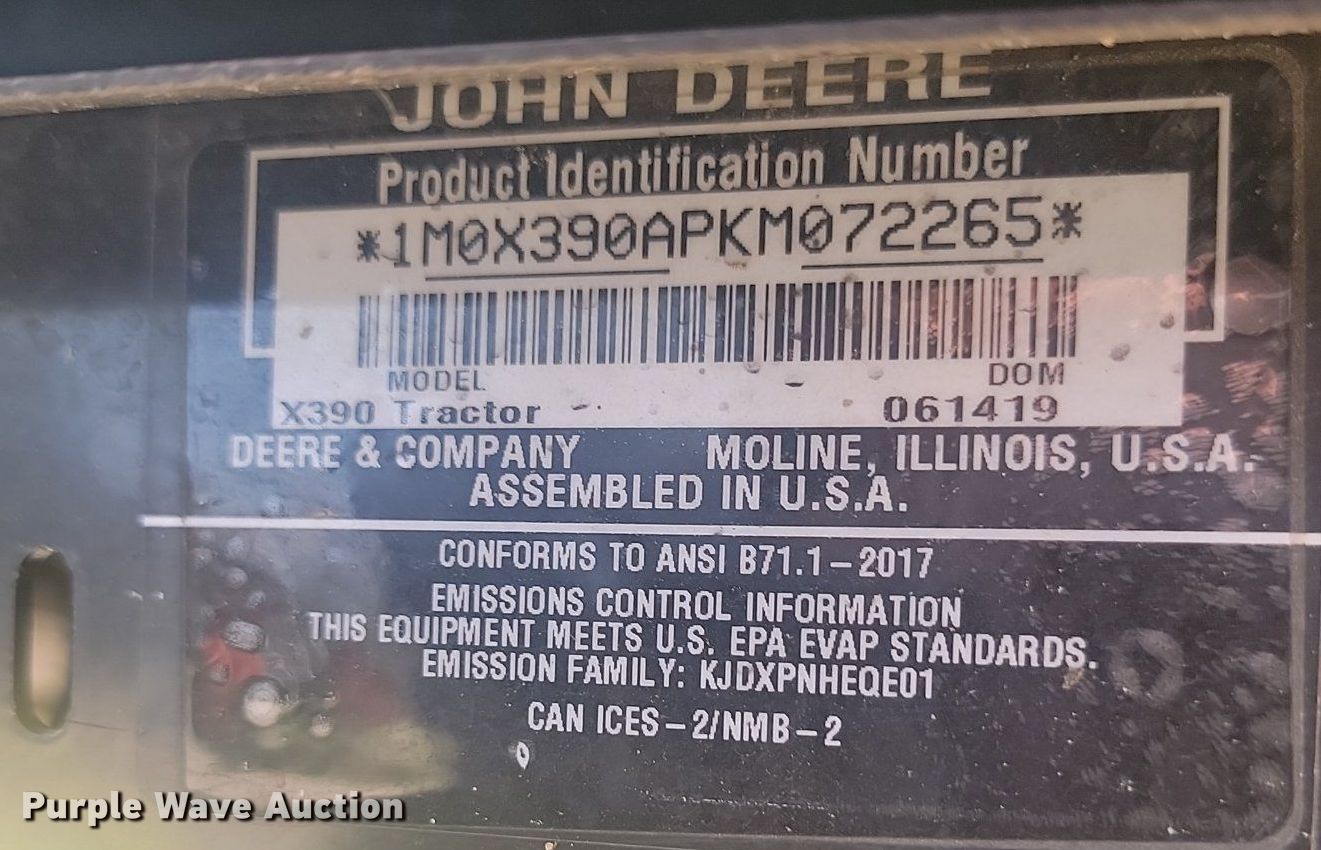 JOHN DEERE
Product Identification Number
*1M0X390APKM072265*
MODEL DOM
X390 Tractor 061419
DEERE & COMPANY MOLINE, ILLINOIS, U.S.A.
ASSEMBLED IN U.S.A.
CONFORMS TO ANSI B71.1-2017
EMISSIONS CONTROL INFORMATION
THIS EQUIPMENT MEETS U.S. EPA EVAP STANDARDS.
EMISSION FAMILY: KJDXPNHEQE01
CAN ICES-2/NMB-2
Purple Wave Auction